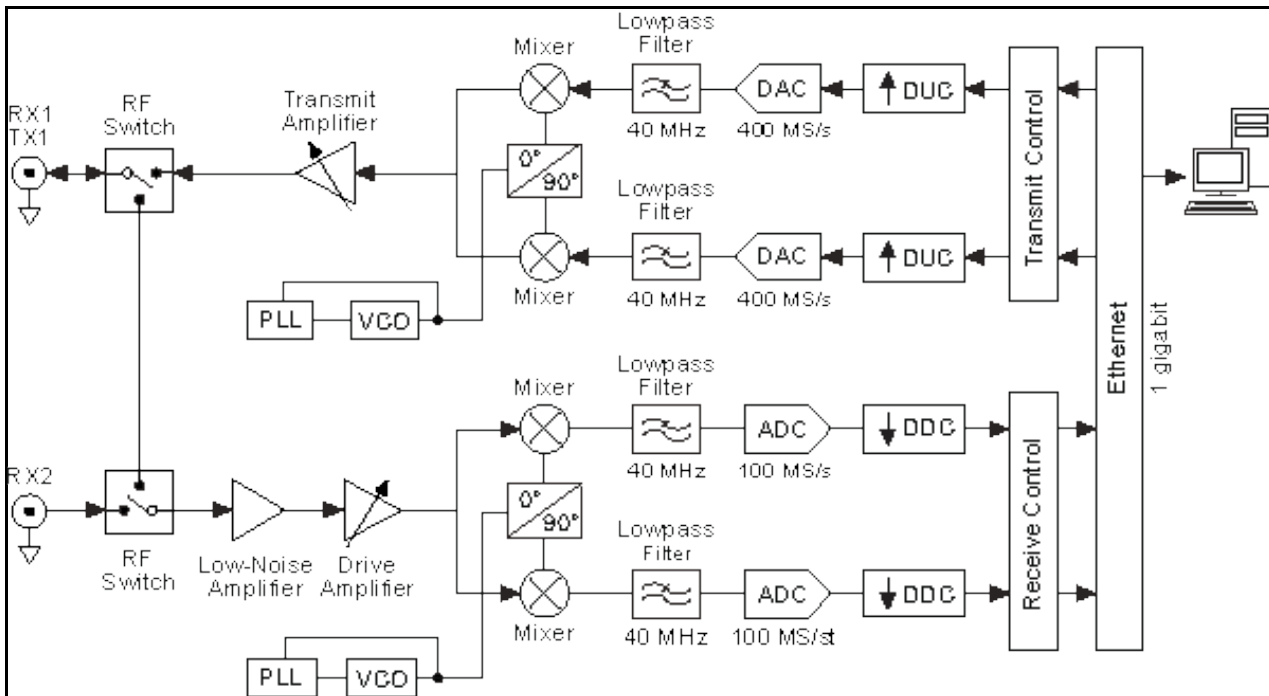 Lowpass
Filter
Mixer
DAC
DUC
40 MHz
400 MS/s
RX1
TX1
RF
Switch
Transmit
Amplifier
0°
90°
Transmit Control
Lowpass
Filter
DAC
DUC
Mixer
40 MHz
400 MS/s
PLL
VCO
Ethernet
1 gigabit
Lowpass
Filter
Mixer
ADC
DDC
40 MHz
100 MS/s
RX2
RF
Switch
Low-Noise
Amplifier
Drive
Amplifier
0°
90°
Receive Control
Lowpass
Filter
ADC
DDC
Mixer
40 MHz
100 MS/st
PLL
VCO